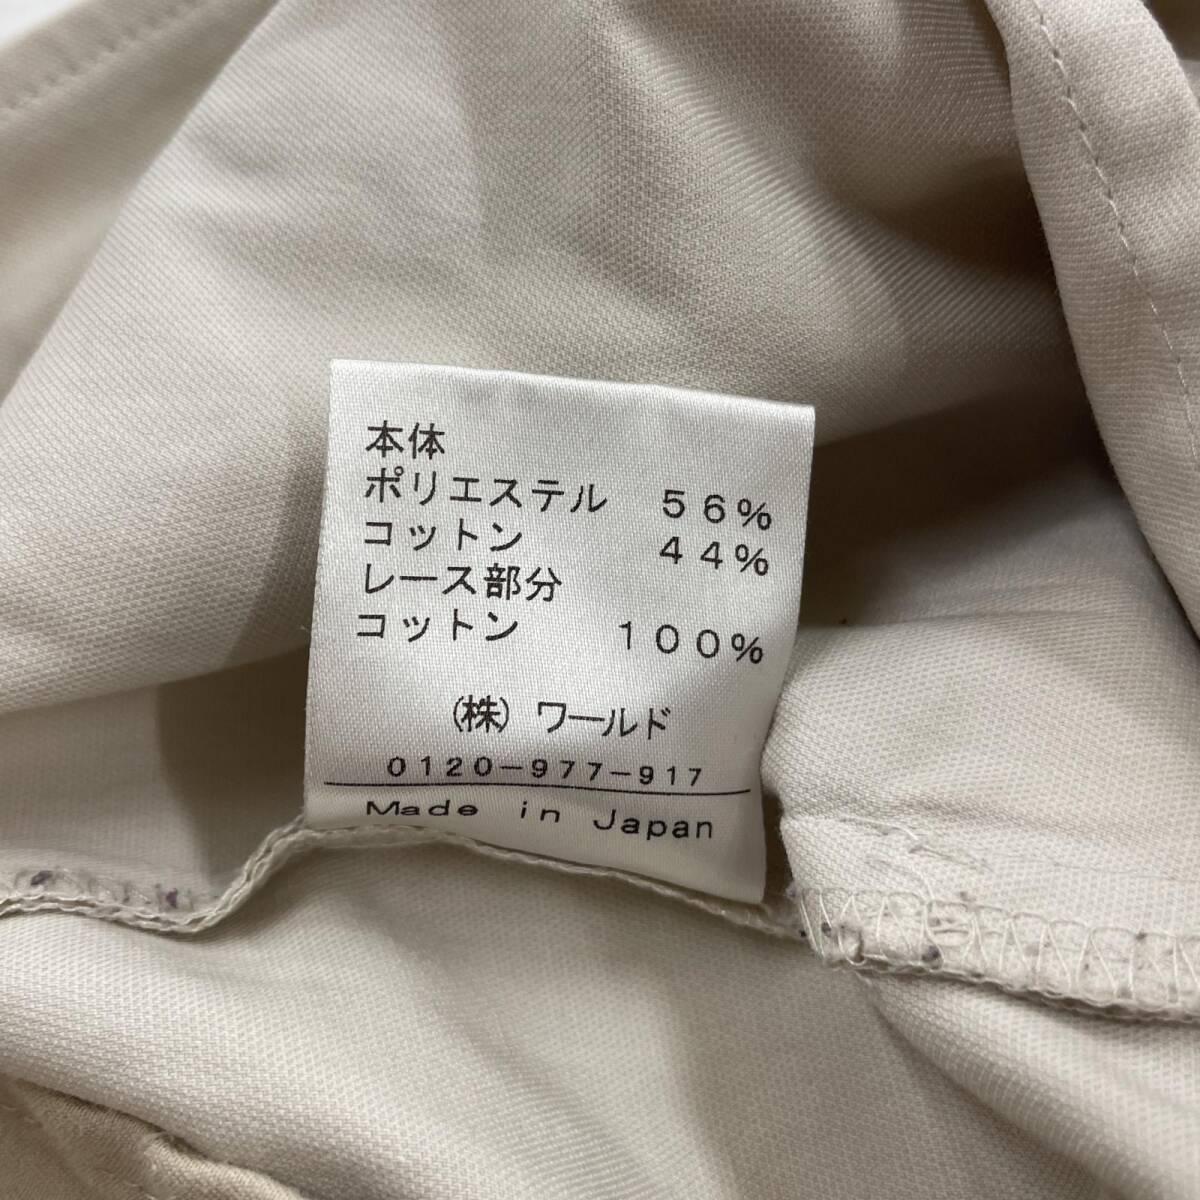 本体
ポリエステル 56%
コットン 44%
レース部分
コットン 100%
(株) ワールド
0120-977-917
Made in Japan